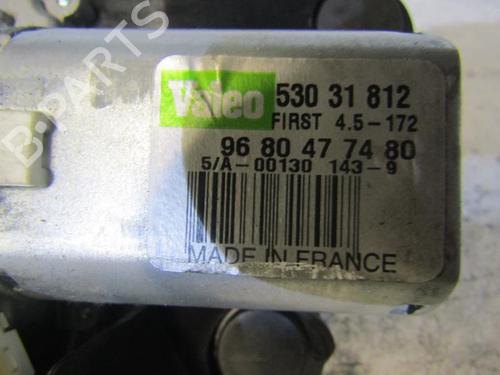 B-PARTS
Valeo 530 31 812
FIRST 4.5-172
96 80 47 74 80
5/A-00130 143-9
MADE IN FRANCE